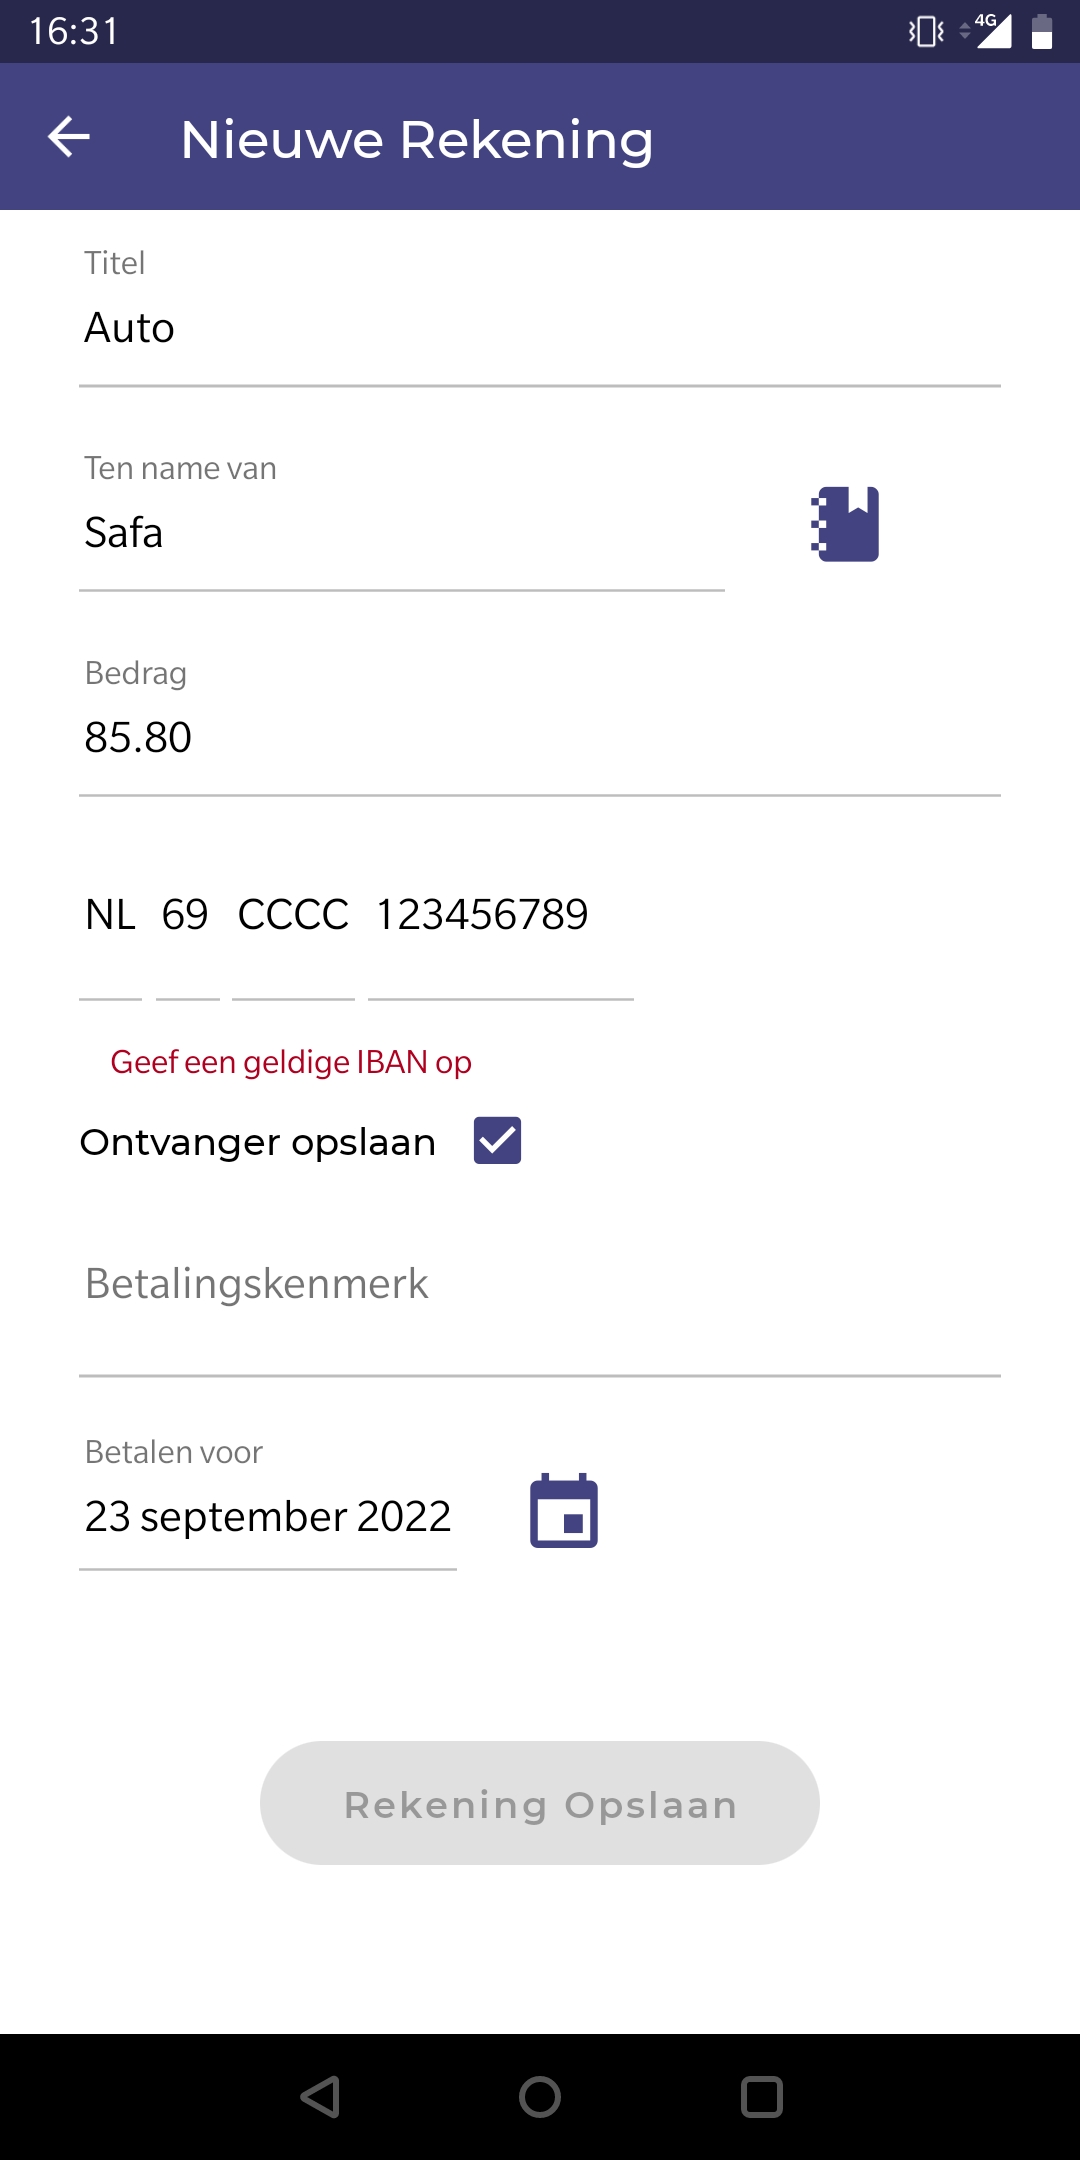 16:31
4G
Nieuwe Rekening
Titel
Auto
Ten name van
Safa
Bedrag
85.80
NL 69 CCCC 123456789
Geef een geldige IBAN op
Ontvanger opslaan
Betalingskenmerk
Betalen voor
23 september 2022
Rekening Opslaan